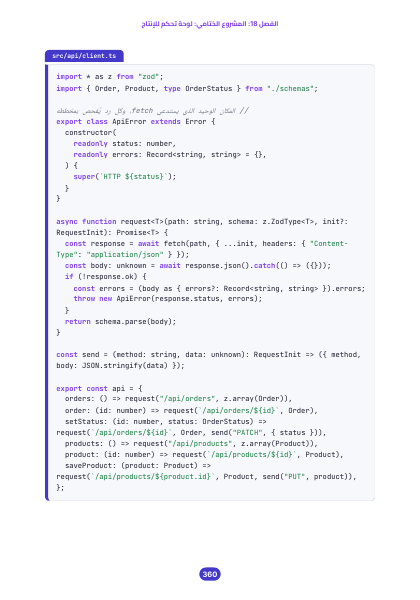 الفصل 18: المشروع الختامي: لوحة تحكم للإنتاج
src/api/client.ts
import * as z from "zod";
import { Order, Product, type OrderStatus } from "./schemas";
// المكان الوحيد الذي يستدعي fetch. وكل رد يُفحص بمخططه
export class ApiError extends Error {
  constructor(
    readonly status: number,
    readonly errors: Record<string, string> = {},
  ) {
    super(`HTTP ${status}`);
  }
}
async function request<T>(path: string, schema: z.ZodType<T>, init?:
RequestInit): Promise<T> {
  const response = await fetch(path, { ...init, headers: { "Content-
Type": "application/json" } });
  const body: unknown = await response.json().catch(() => ({}));
  if (!response.ok) {
    const errors = (body as { errors?: Record<string, string> }).errors;
    throw new ApiError(response.status, errors);
  }
  return schema.parse(body);
}
const send = (method: string, data: unknown): RequestInit => ({ method,
body: JSON.stringify(data) });
export const api = {
  orders: () => request("/api/orders", z.array(Order)),
  order: (id: number) => request(`/api/orders/${id}`, Order),
  setStatus: (id: number, status: OrderStatus) =>
request(`/api/orders/${id}`, Order, send("PATCH", { status })),
  products: () => request("/api/products", z.array(Product)),
  product: (id: number) => request(`/api/products/${id}`, Product),
  saveProduct: (product: Product) =>
request(`/api/products/${product.id}`, Product, send("PUT", product)),
};
360